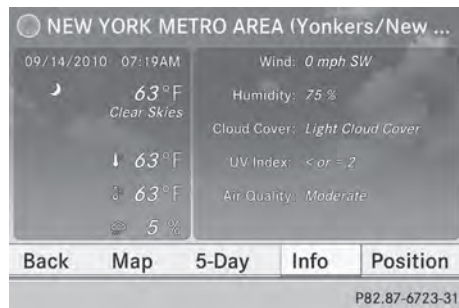 NEW YORK METRO AREA (Yonkers/New ...
09/14/2010 07:19AM
63°F
Clear Skies
63°F
63°F
5 %
Wind: 0 mph SW
Humidity: 75 %
Cloud Cover: Light Cloud Cover
UV Index: < or = 2
Air Quality: Moderate
Back Map 5-Day Info Position
P82.87-6723-31